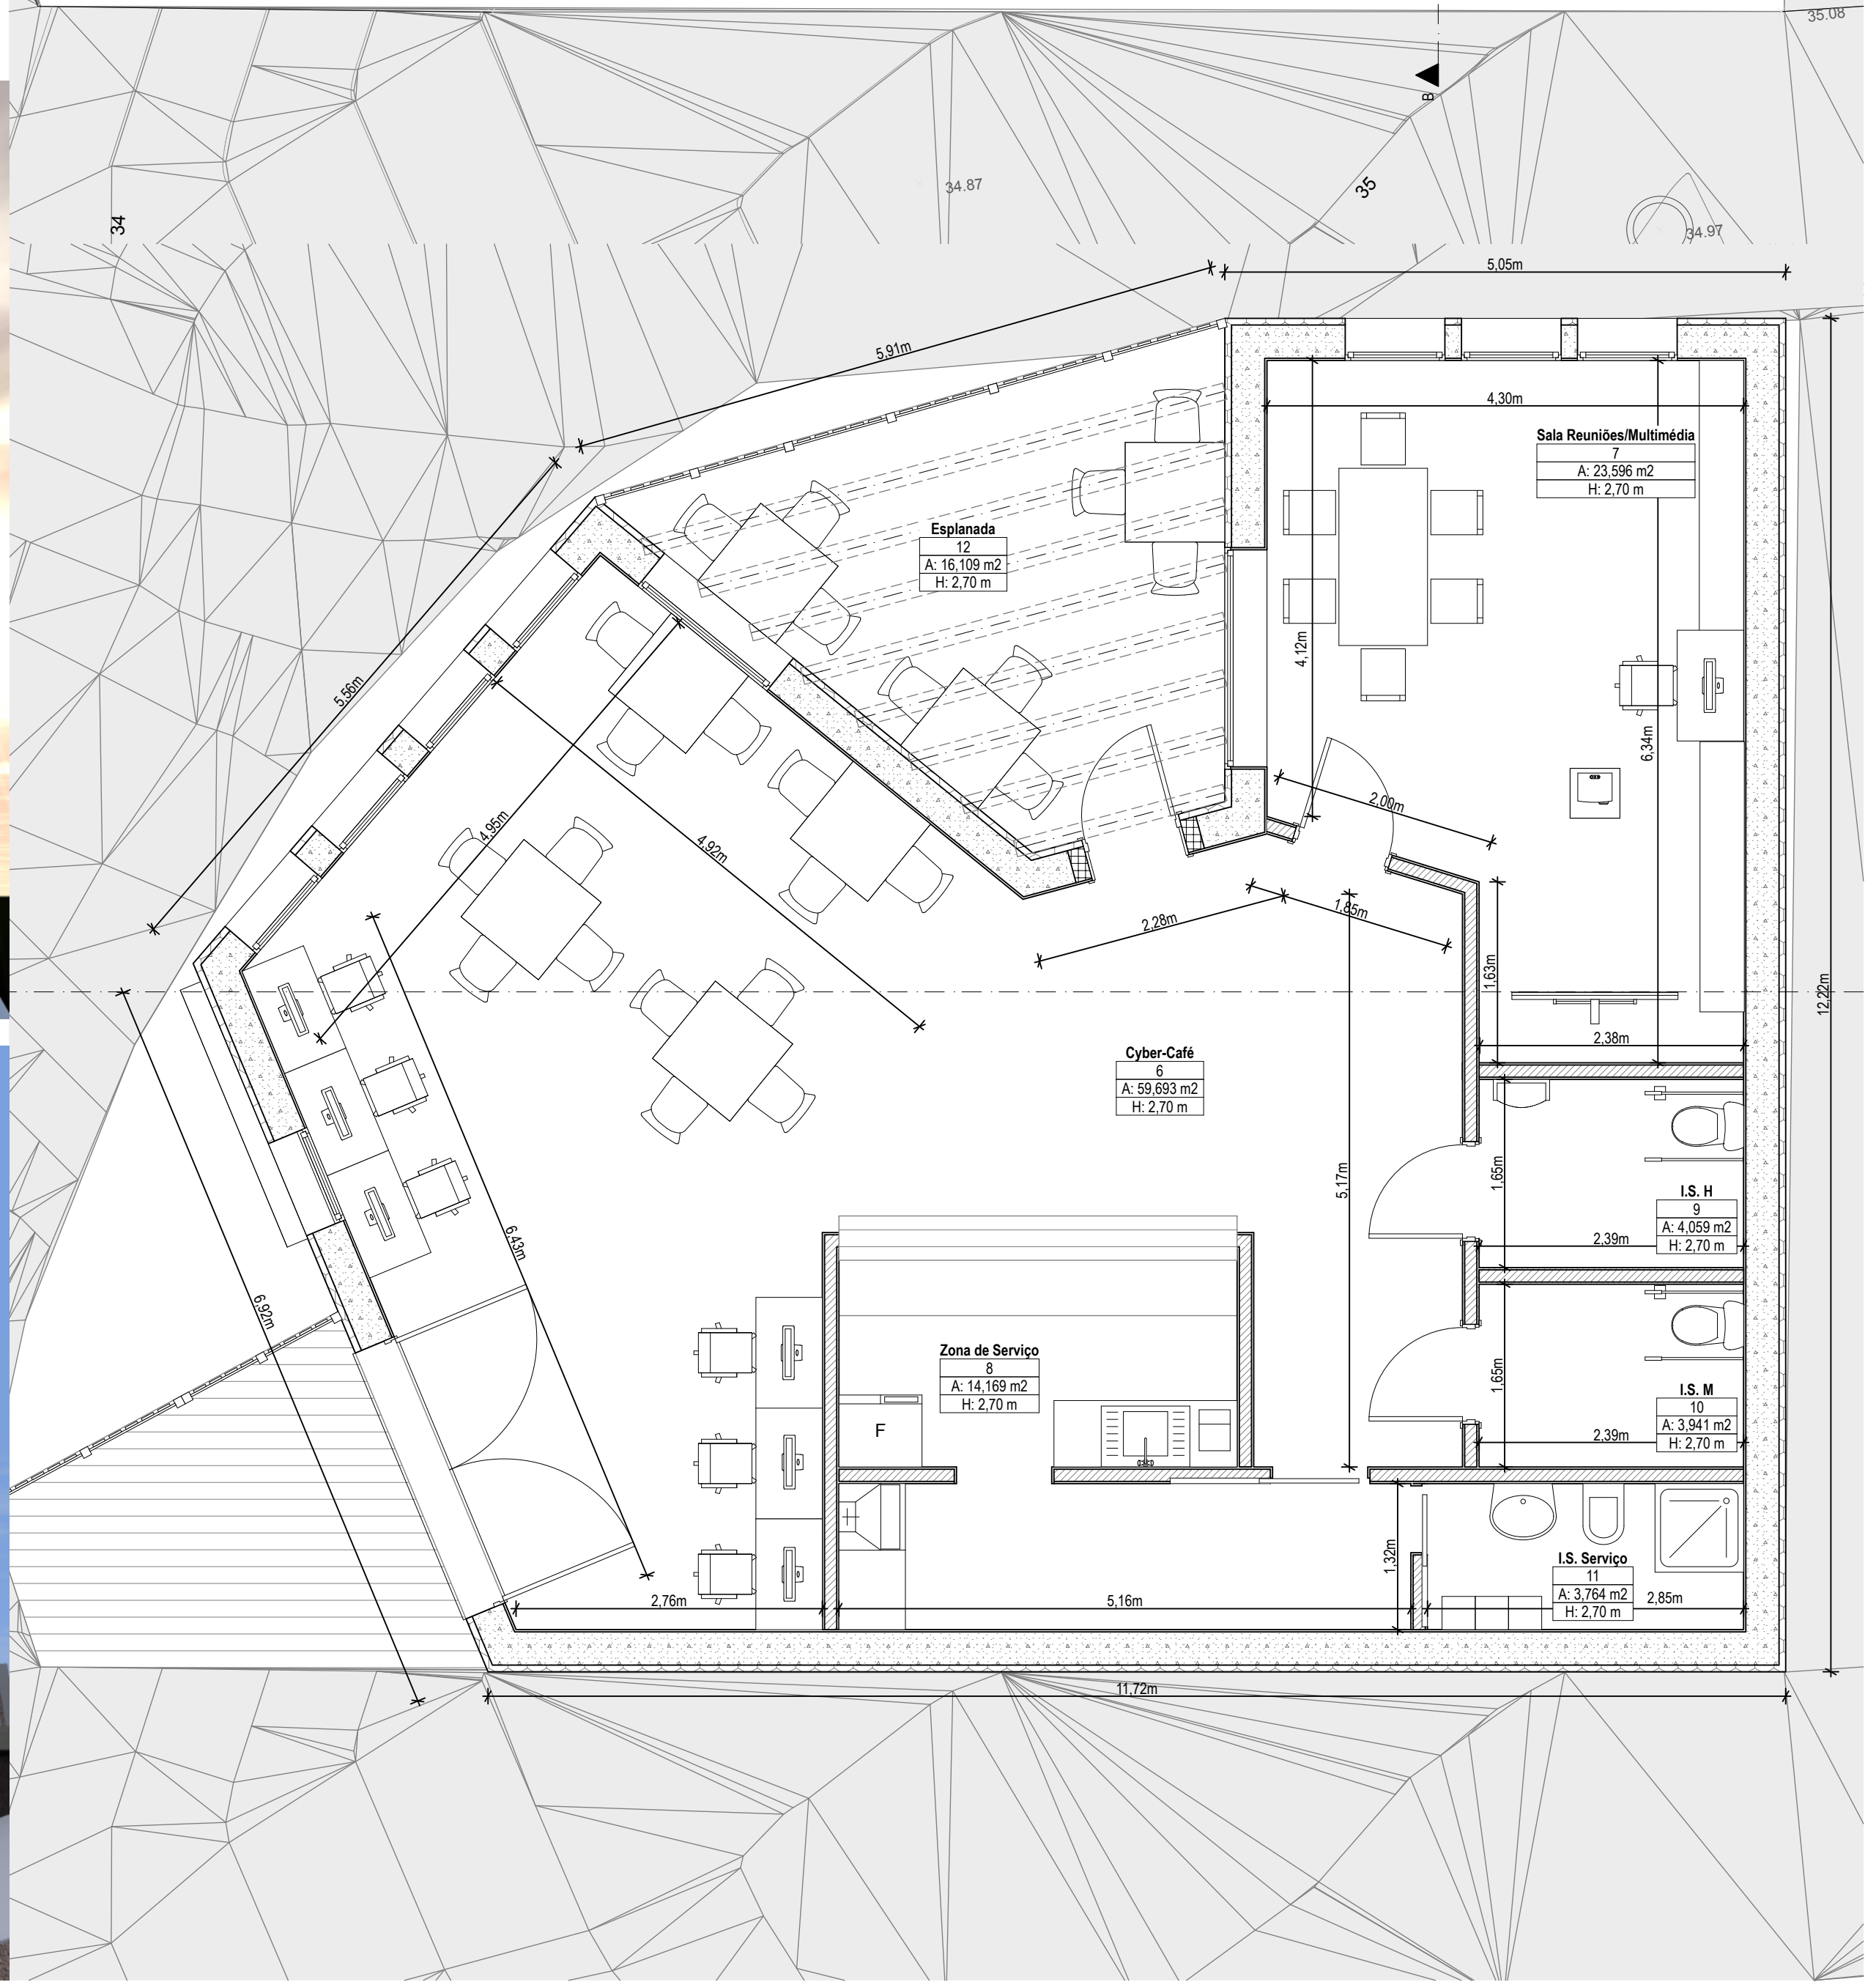 35.08
B
34.87
35
34
34.97
5,05m
5,91m
4,30m
Sala Reuniões/Multimédia
7
A: 23,596 m2
H: 2,70 m
Esplanada
12
A: 16,109 m2
H: 2,70 m
4,12m
5,56m
6,34m
2,00m
4,95m
4,92m
2,28m
1,85m
1,63m
12,22m
2,38m
Cyber-Café
6
A: 59,693 m2
H: 2,70 m
5,17m
1,65m
I.S. H
9
A: 4,059 m2
H: 2,70 m
2,39m
6,43m
6,92m
Zona de Serviço
8
A: 14,169 m2
H: 2,70 m
F
1,65m
I.S. M
10
A: 3,941 m2
H: 2,70 m
2,39m
1,32m
I.S. Serviço
11
A: 3,764 m2
H: 2,70 m
2,76m
5,16m
2,85m
11,72m